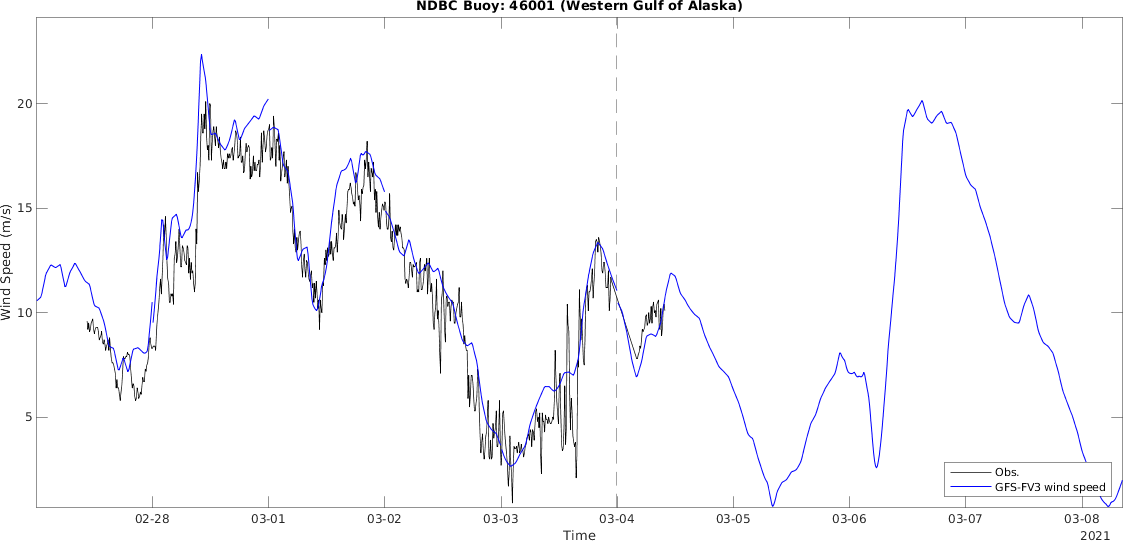 NDBC Buoy: 46001 (Western Gulf of Alaska)
Wind Speed (m/s)
20
15
10
5
Obs.
GFS-FV3 wind speed
02-28 03-01 03-02 03-03 03-04 03-05 03-06 03-07 03-08
Time
2021